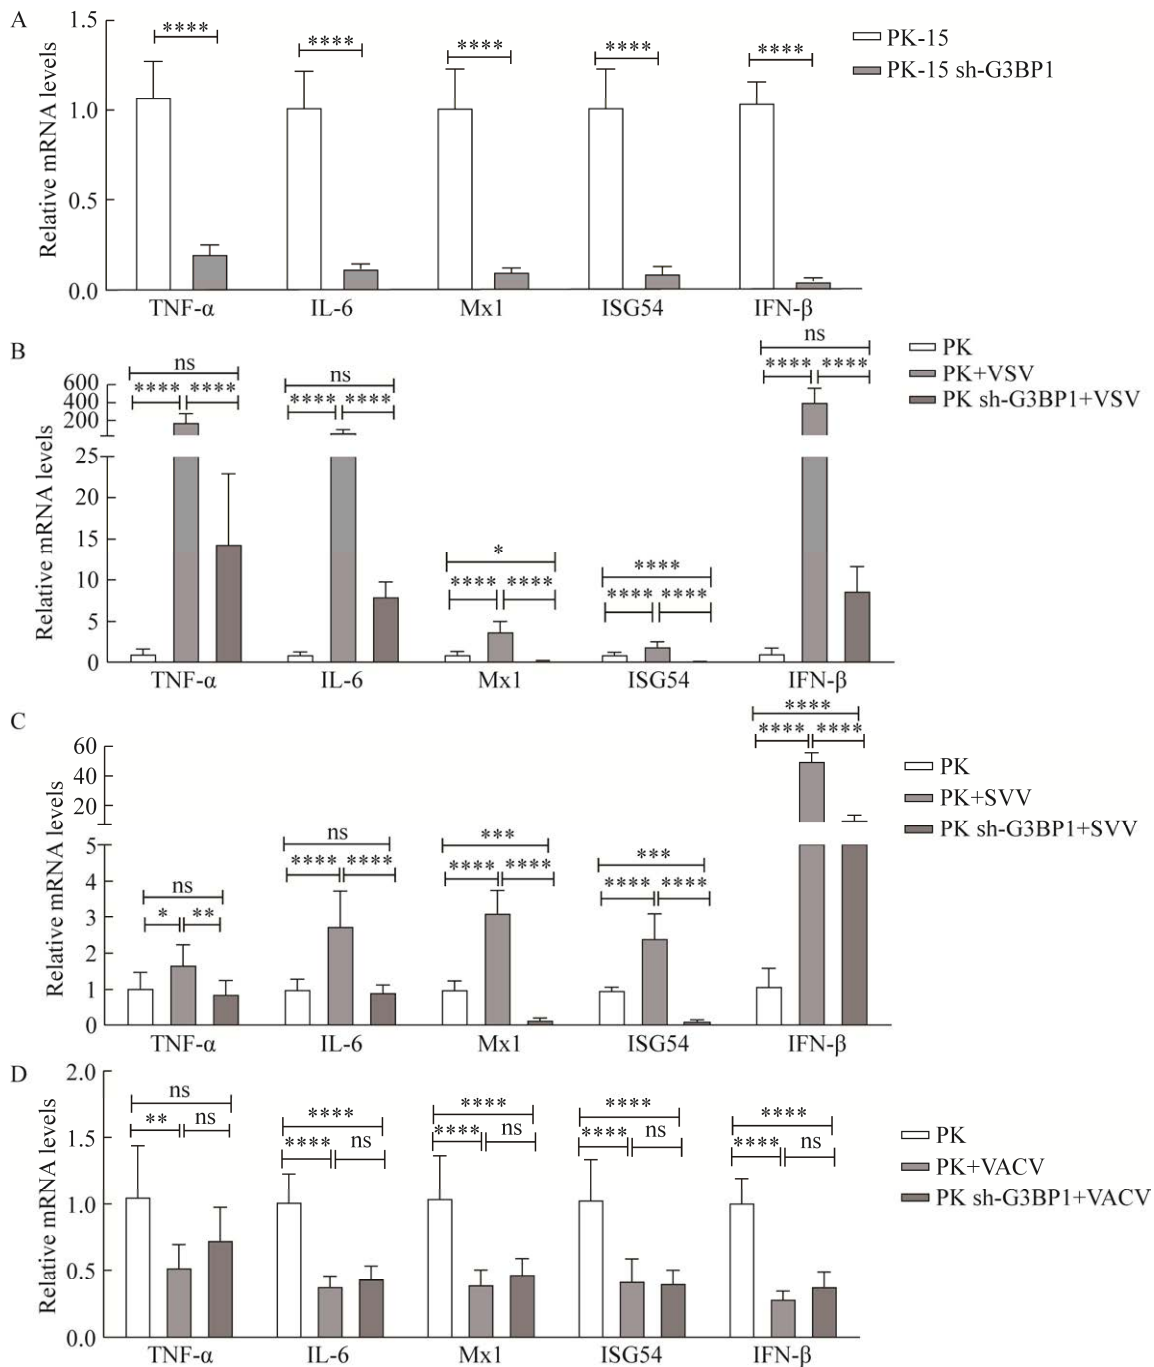 A
1.5
1.0
0.5
0.0
Relative mRNA levels
****
****
****
****
****
PK-15
PK-15 sh-G3BP1
TNF-α IL-6 Mx1 ISG54 IFN-β
B
600
400
200
25
20
15
10
5
0
Relative mRNA levels
ns
**** ****
ns
**** ****
*
**** ****
****
**** ****
ns
**** ****
PK
PK+VSV
PK sh-G3BP1+VSV
TNF-α IL-6 Mx1 ISG54 IFN-β
C
60
40
20
5
4
3
2
1
0
Relative mRNA levels
ns
* **
ns
**** ****
***
**** ****
***
**** ****
****
**** ****
PK
PK+SVV
PK sh-G3BP1+SVV
TNF-α IL-6 Mx1 ISG54 IFN-β
D
2.0
1.5
1.0
0.5
0.0
Relative mRNA levels
ns
** ns
****
**** ns
****
**** ns
****
**** ns
****
**** ns
PK
PK+VACV
PK sh-G3BP1+VACV
TNF-α IL-6 Mx1 ISG54 IFN-β